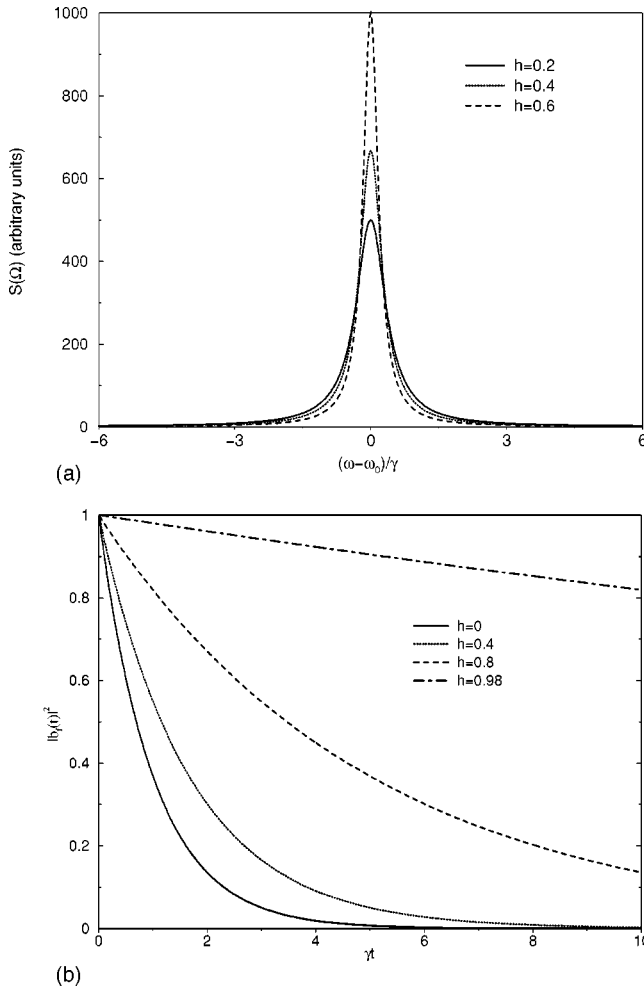 1000
800
600
400
200
0
S(Ω) (arbitrary units)
h=0.2
h=0.4
h=0.6
−6 −3 0 3 6
(ω−ω₀)/γ
(a)
1
0.8
0.6
0.4
0.2
0
|b_f(t)|²
h=0
h=0.4
h=0.8
h=0.98
0 2 4 6 8 10
γt
(b)